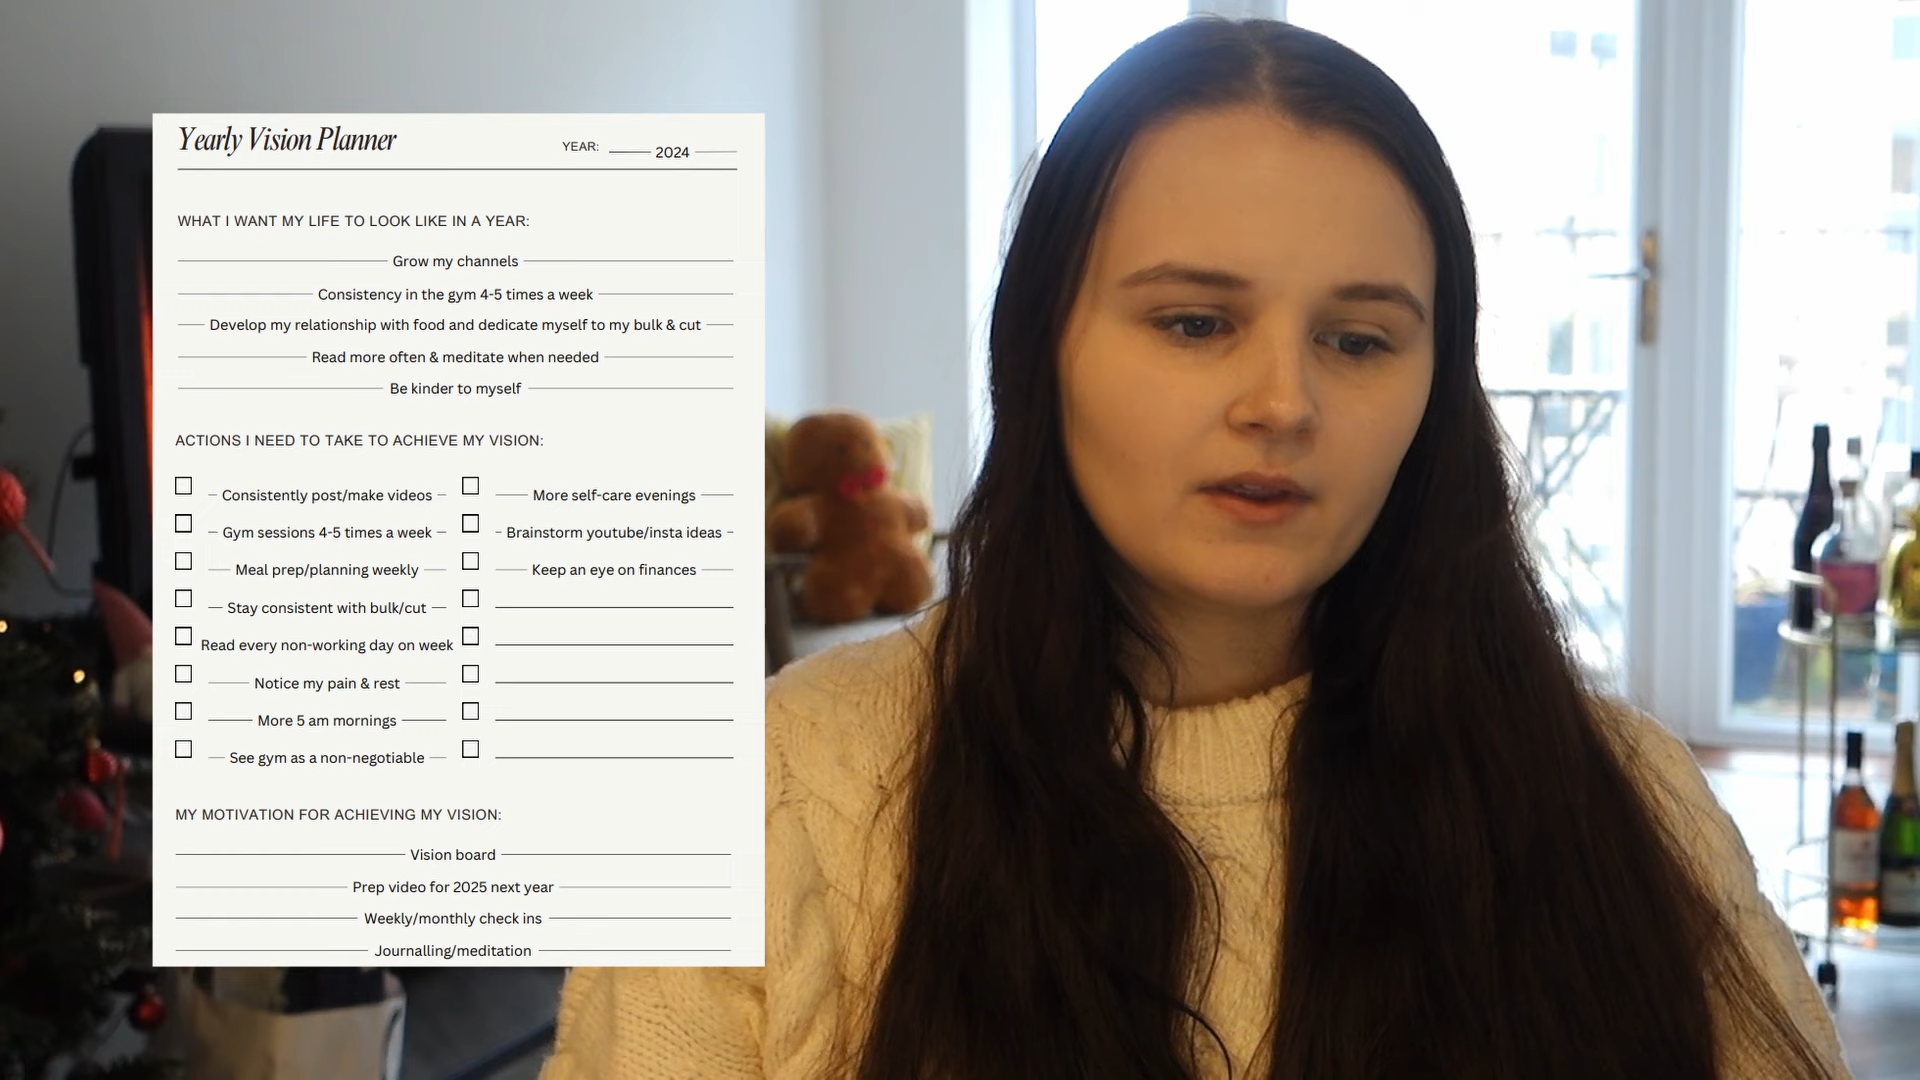 Yearly Vision Planner
YEAR: 2024
WHAT I WANT MY LIFE TO LOOK LIKE IN A YEAR:
Grow my channels
Consistency in the gym 4-5 times a week
Develop my relationship with food and dedicate myself to my bulk & cut
Read more often & meditate when needed
Be kinder to myself
ACTIONS I NEED TO TAKE TO ACHIEVE MY VISION:
Consistently post/make videos
Gym sessions 4-5 times a week
Meal prep/planning weekly
Stay consistent with bulk/cut
Read every non-working day on week
Notice my pain & rest
More 5 am mornings
See gym as a non-negotiable
More self-care evenings
Brainstorm youtube/insta ideas
Keep an eye on finances
MY MOTIVATION FOR ACHIEVING MY VISION:
Vision board
Prep video for 2025 next year
Weekly/monthly check ins
Journalling/meditation